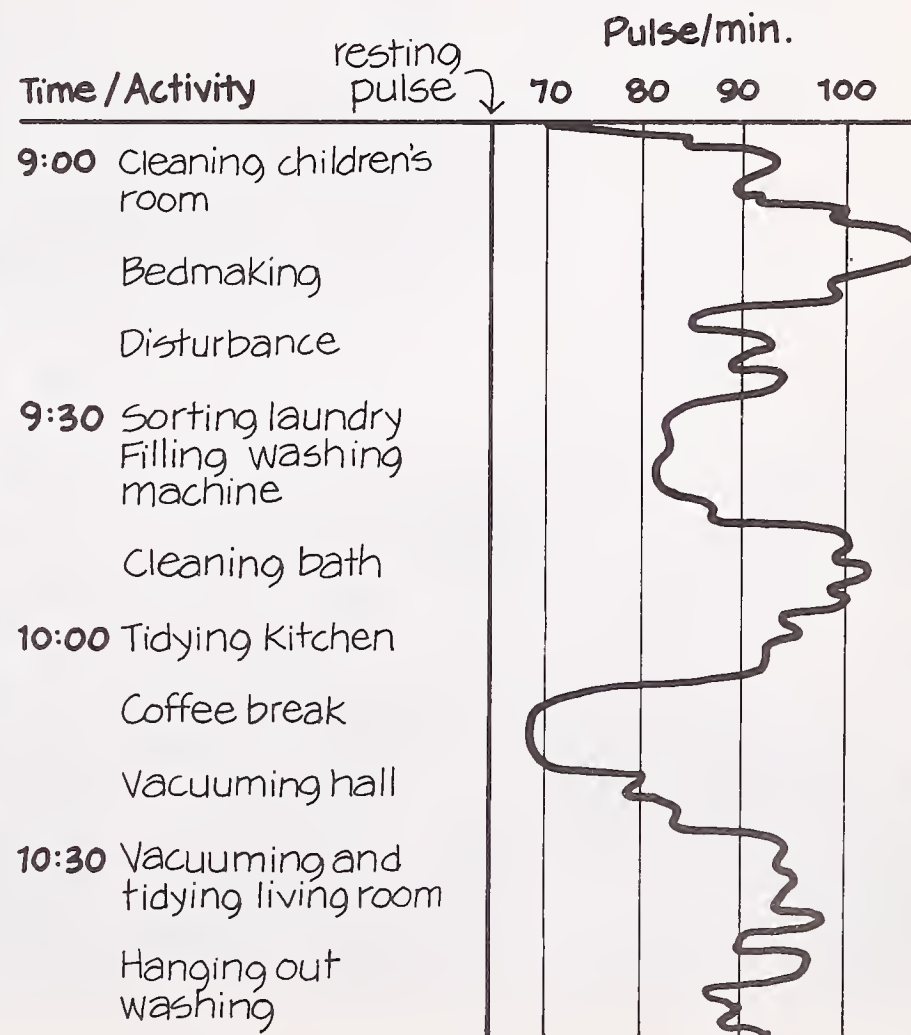 Pulse/min.
resting
pulse
Time / Activity
70 80 90 100
9:00 Cleaning children's
room
Bedmaking
Disturbance
9:30 Sorting laundry
Filling washing
machine
Cleaning bath
10:00 Tidying Kitchen
Coffee break
Vacuuming hall
10:30 Vacuuming and
tidying living room
Hanging out
washing